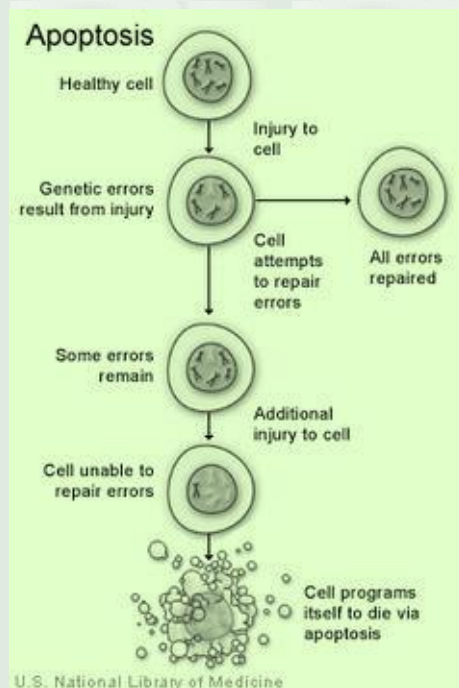 Apoptosis
Healthy cell
Injury to
cell
Genetic errors
result from injury
Cell
attempts
to repair
errors
All errors
repaired
Some errors
remain
Additional
injury to cell
Cell unable to
repair errors
Cell programs
itself to die via
apoptosis
U.S. National Library of Medicine